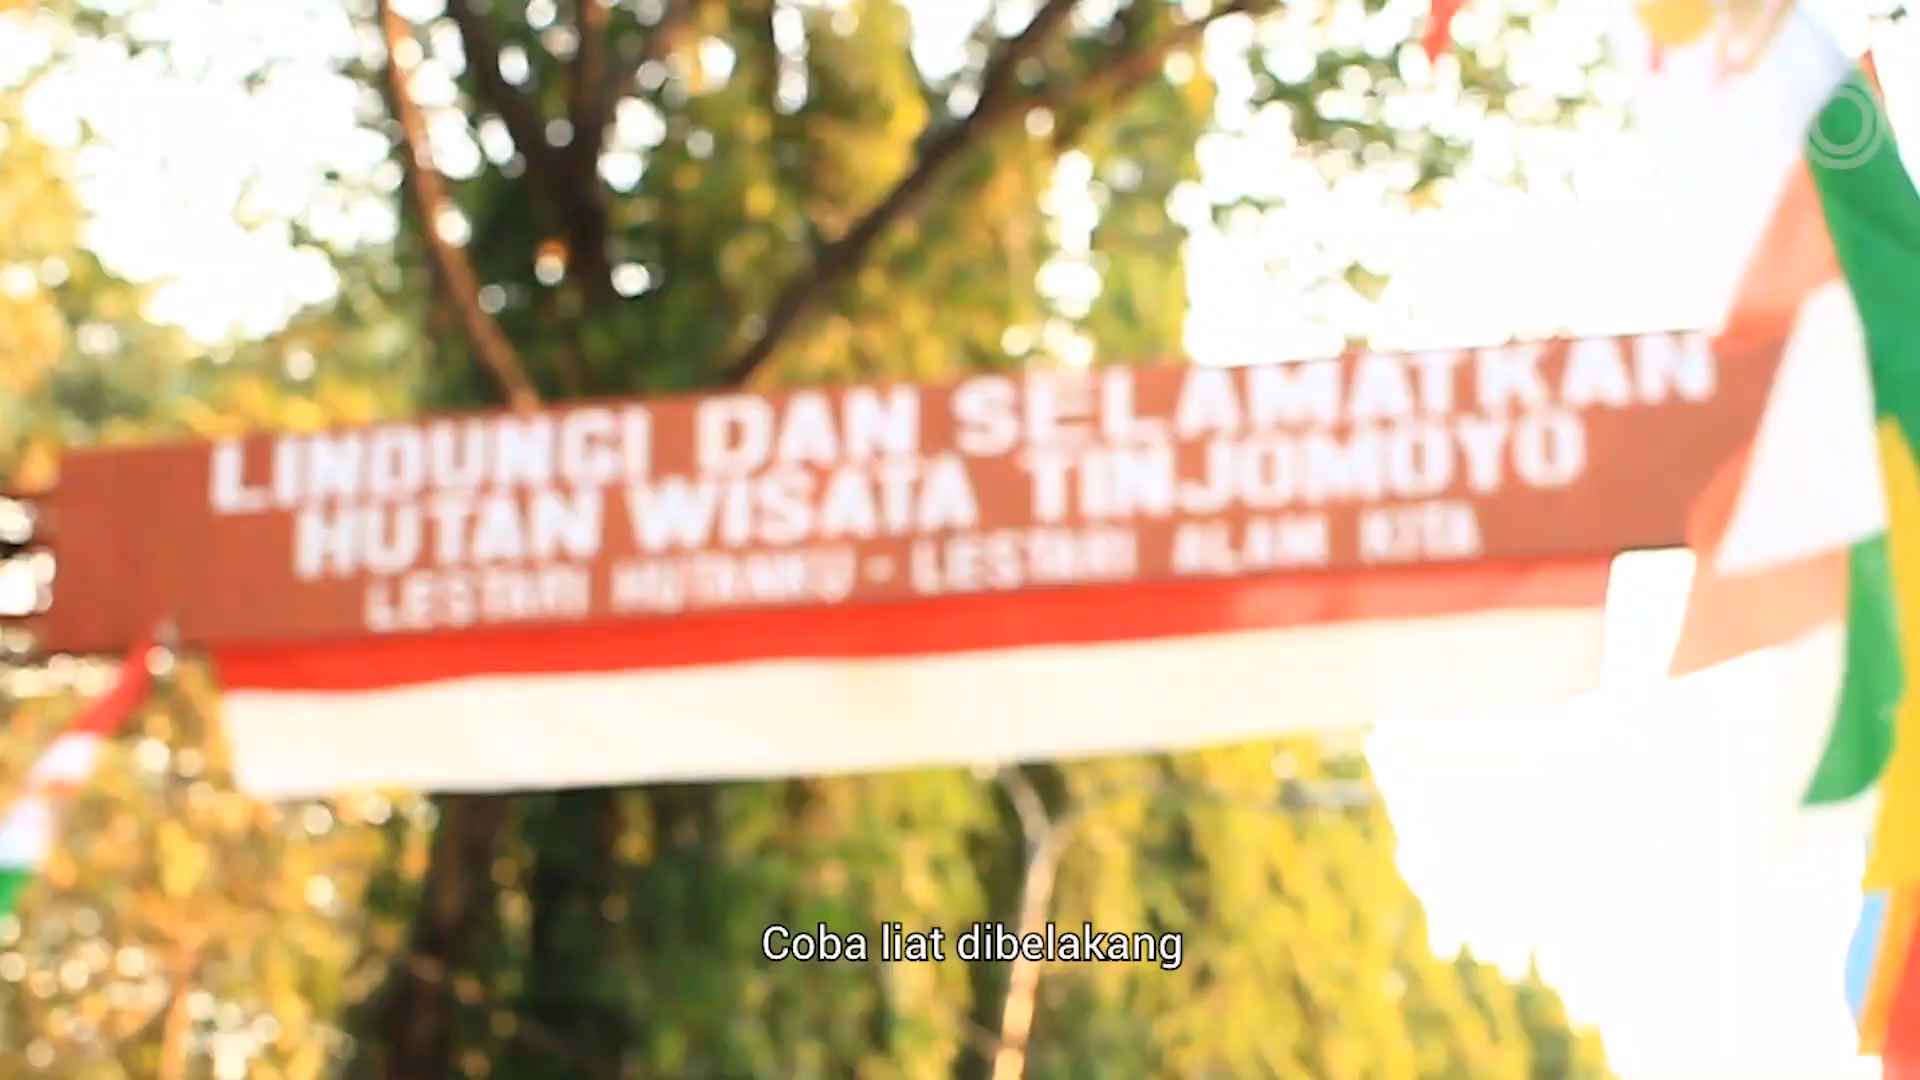 LINDUNGI DAN SELAMATKAN
HUTAN WISATA TINJOMOYO
LESTARI HUTANKU - LESTARI ALAM KITA
Coba liat dibelakang